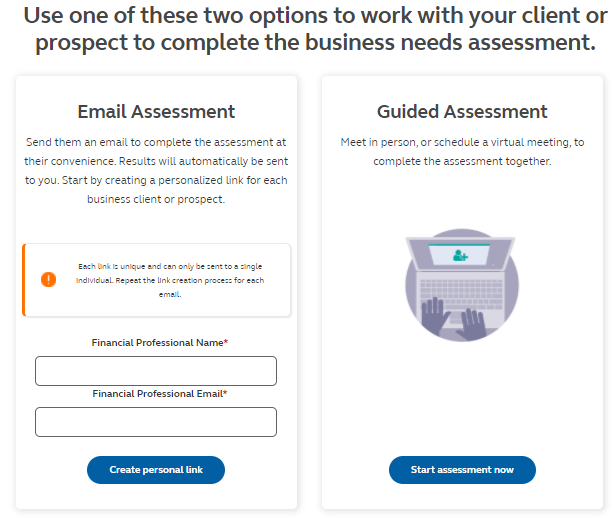 Use one of these two options to work with your client or
prospect to complete the business needs assessment.
Email Assessment
Send them an email to complete the assessment at
their convenience. Results will automatically be sent
to you. Start by creating a personalized link for each
business client or prospect.
Each link is unique and can only be sent to a single
individual. Repeat the link creation process for each
email.
Financial Professional Name*
Financial Professional Email*
Create personal link
Guided Assessment
Meet in person, or schedule a virtual meeting, to
complete the assessment together.
Start assessment now